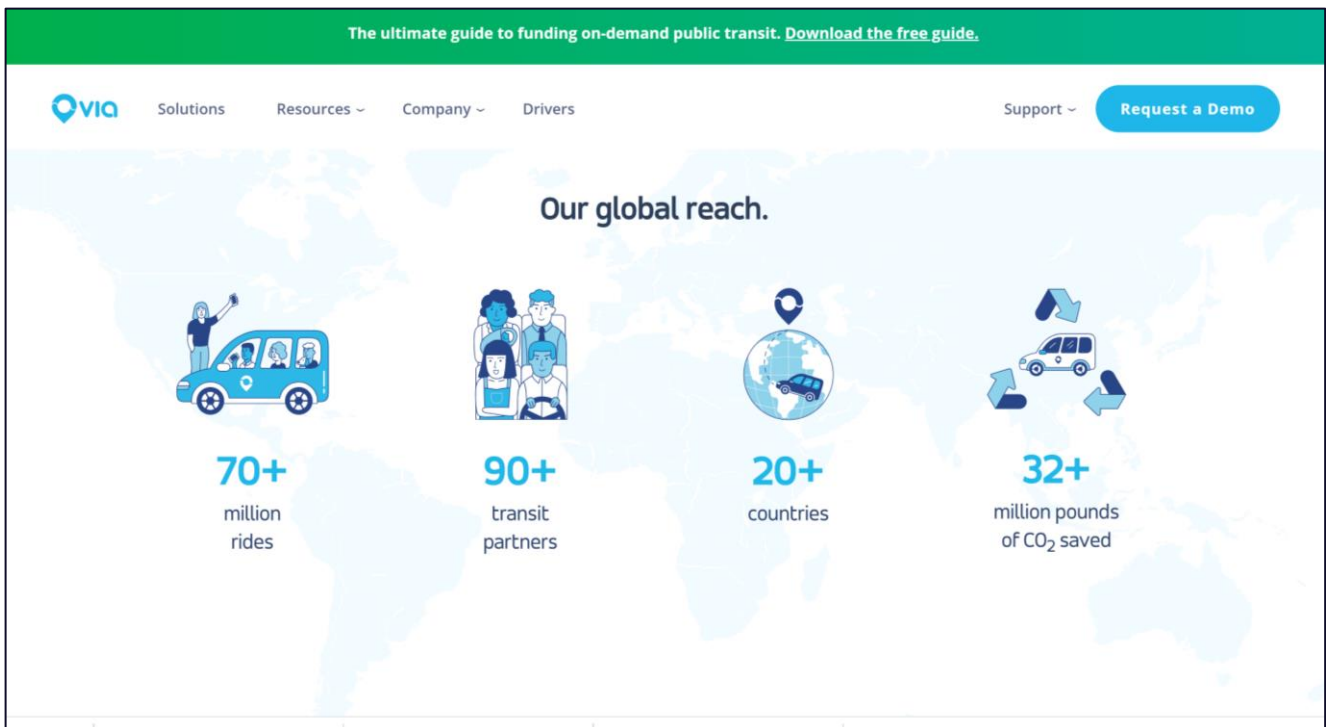 The ultimate guide to funding on-demand public transit. Download the free guide.
via Solutions Resources Company Drivers Support Request a Demo
Our global reach.
70+ 90+ 20+ 32+
million transit countries million pounds
rides partners of CO₂ saved